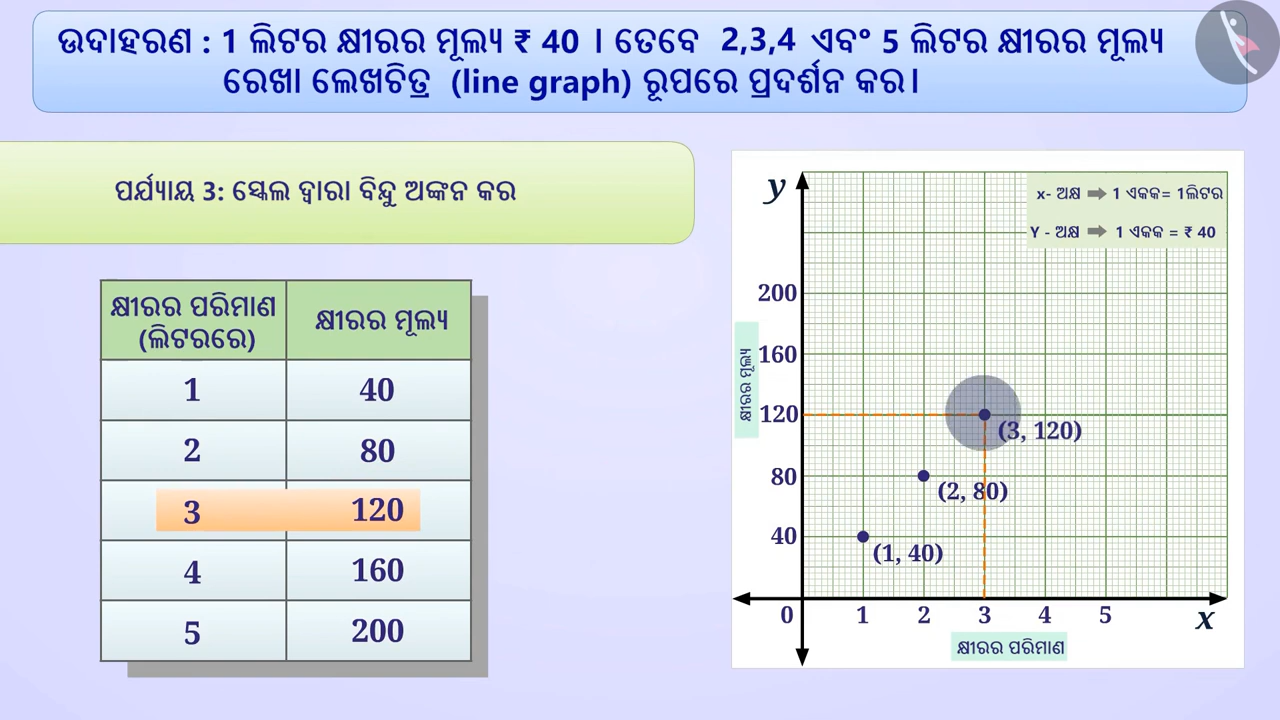 ଉଦାହରଣ : 1 ଲିଟର କ୍ଷୀରର ମୂଲ୍ୟ ₹ 40 । ତେବେ 2,3,4 ଏବଂ 5 ଲିଟର କ୍ଷୀରର ମୂଲ୍ୟ
ରେଖା ଲେଖଚିତ୍ର (line graph) ରୂପରେ ପ୍ରଦର୍ଶନ କର।
ପର୍ଯ୍ୟାୟ 3: ସ୍କେଲ ଦ୍ୱାରା ବିନ୍ଦୁ ଅଙ୍କନ କର
କ୍ଷୀରର ପରିମାଣ (ଲିଟରରେ) କ୍ଷୀରର ମୂଲ୍ୟ
1 40
2 80
3 120
4 160
5 200
y
x- ଅକ୍ଷ ➡ 1 ଏକକ= 1ଲିଟର
Y - ଅକ୍ଷ ➡ 1 ଏକକ = ₹ 40
200
160
120
80
40
କ୍ଷୀରର ମୂଲ୍ୟ
(3, 120)
(2, 80)
(1, 40)
0 1 2 3 4 5 x
କ୍ଷୀରର ପରିମାଣ